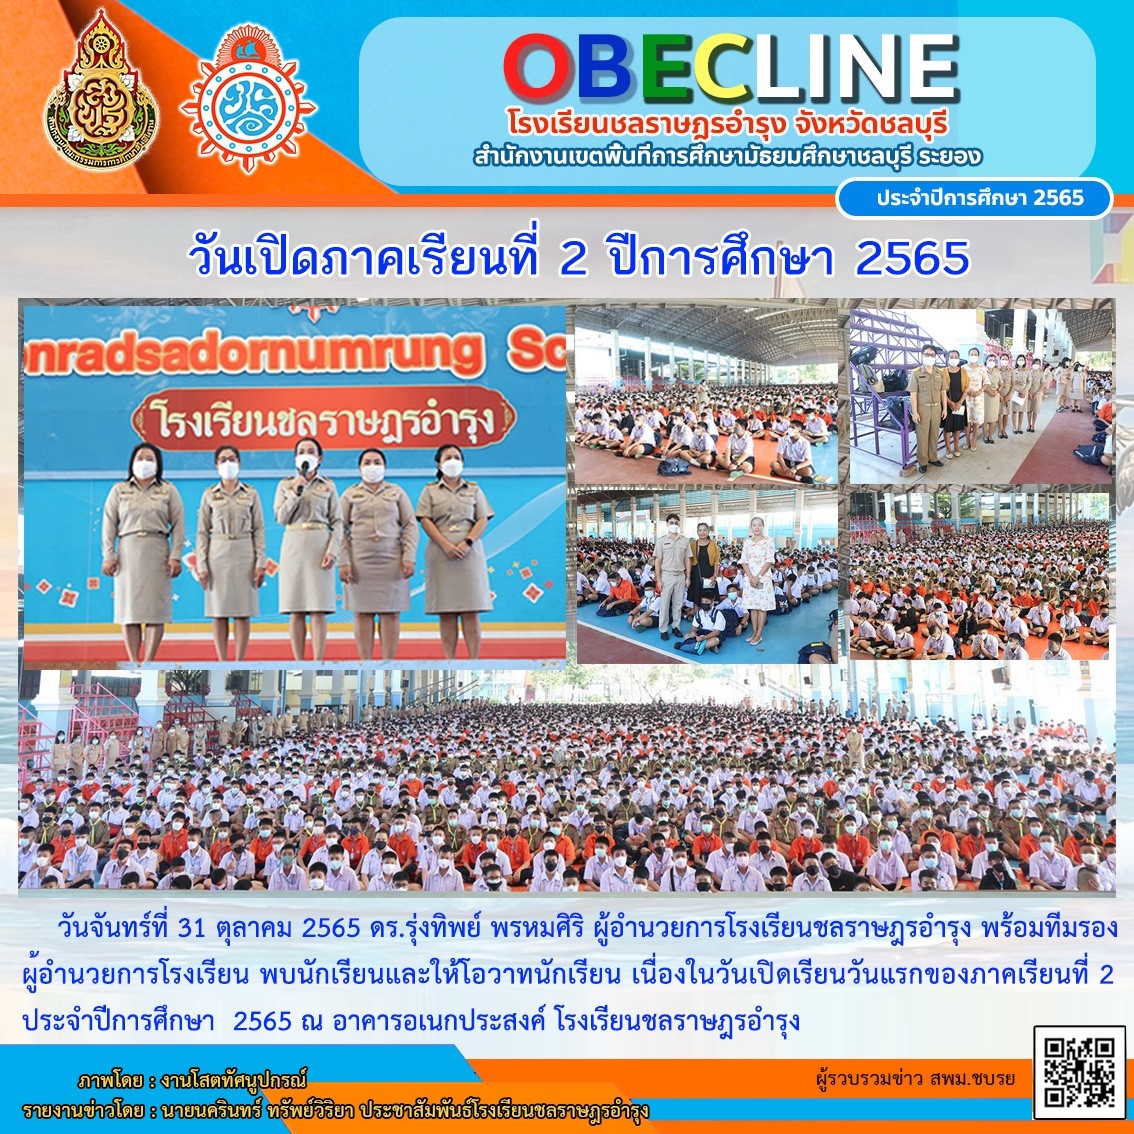 OBECLINE
โรงเรียนชลราษฎรอำรุง จังหวัดชลบุรี
สำนักงานเขตพื้นที่การศึกษามัธยมศึกษาชลบุรี ระยอง
ประจำปีการศึกษา 2565
วันเปิดภาคเรียนที่ 2 ปีการศึกษา 2565
onradsadornumrung Sc
โรงเรียนชลราษฎรอำรุง
วันจันทร์ที่ 31 ตุลาคม 2565 ดร.รุ่งทิพย์ พรหมศิริ ผู้อำนวยการโรงเรียนชลราษฎรอำรุง พร้อมทีมรอง
ผู้อำนวยการโรงเรียน พบนักเรียนและให้โอวาทนักเรียน เนื่องในวันเปิดเรียนวันแรกของภาคเรียนที่ 2
ประจำปีการศึกษา 2565 ณ อาคารอเนกประสงค์ โรงเรียนชลราษฎรอำรุง
ภาพโดย : งานโสตทัศนูปกรณ์
รายงานข่าวโดย : นายนครินทร์ ทรัพย์วิริยา ประชาสัมพันธ์โรงเรียนชลราษฎรอำรุง
ผู้รวบรวมข่าว สพม.ชบรย